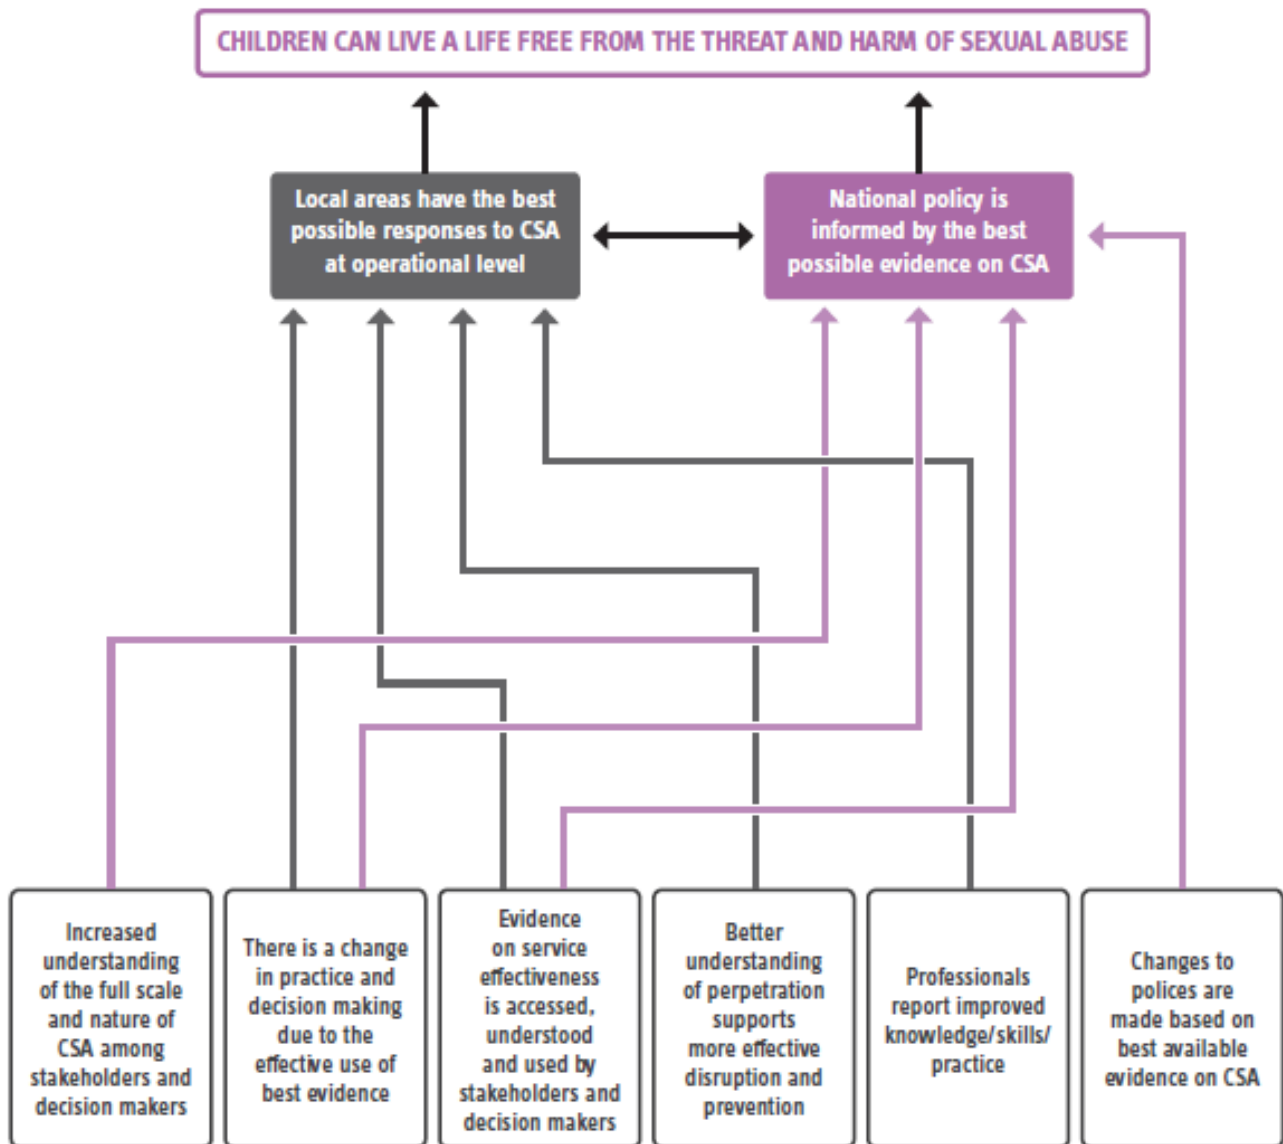 CHILDREN CAN LIVE A LIFE FREE FROM THE THREAT AND HARM OF SEXUAL ABUSE
Local areas have the best
possible responses to CSA
at operational level
National policy is
informed by the best
possible evidence on CSA
Increased
understanding
of the full scale
and nature of
CSA among
stakeholders and
decision makers
There is a change
in practice and
decision making
due to the
effective use of
best evidence
Evidence
on service
effectiveness
is accessed,
understood
and used by
stakeholders and
decision makers
Better
understanding
of perpetration
supports
more effective
disruption and
prevention
Professionals
report improved
knowledge/skills/
practice
Changes to
polices are
made based on
best available
evidence on CSA